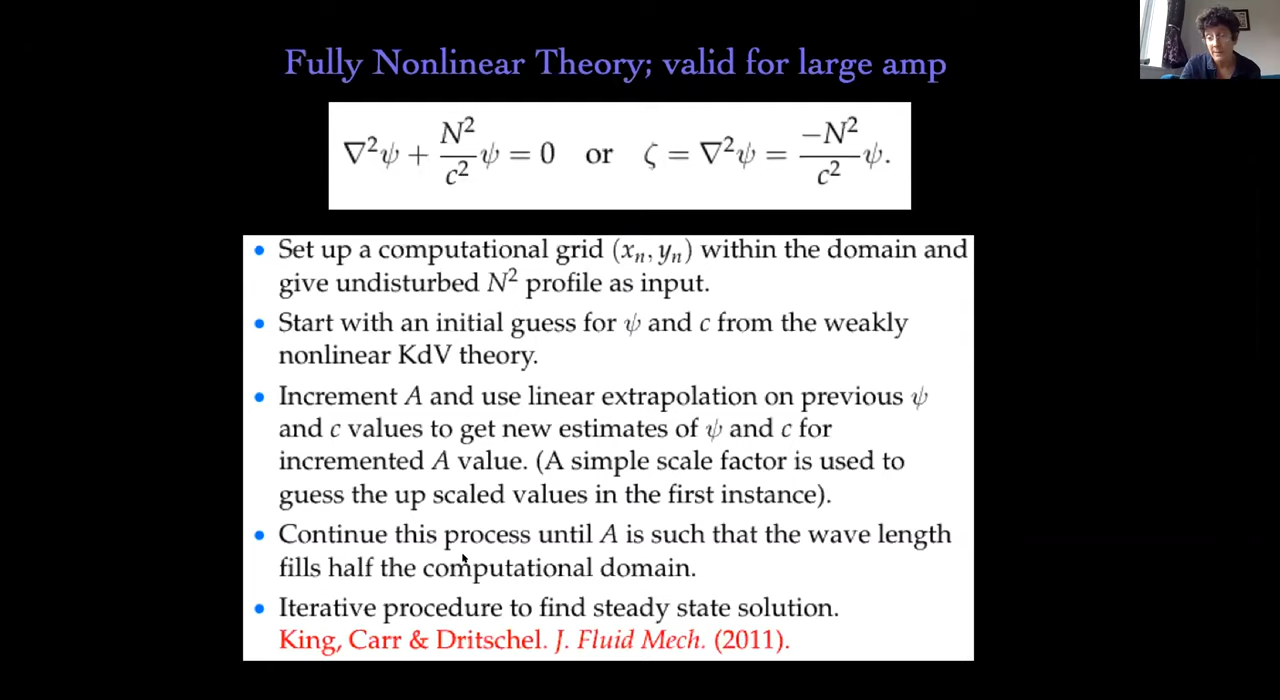 Fully Nonlinear Theory; valid for large amp
∇²ψ + N²/c² ψ = 0 or ζ = ∇²ψ = −N²/c² ψ.
• Set up a computational grid (xₙ, yₙ) within the domain and
give undisturbed N² profile as input.
• Start with an initial guess for ψ and c from the weakly
nonlinear KdV theory.
• Increment A and use linear extrapolation on previous ψ
and c values to get new estimates of ψ and c for
incremented A value. (A simple scale factor is used to
guess the up scaled values in the first instance).
• Continue this process until A is such that the wave length
fills half the computational domain.
• Iterative procedure to find steady state solution.
King, Carr & Dritschel. J. Fluid Mech. (2011).